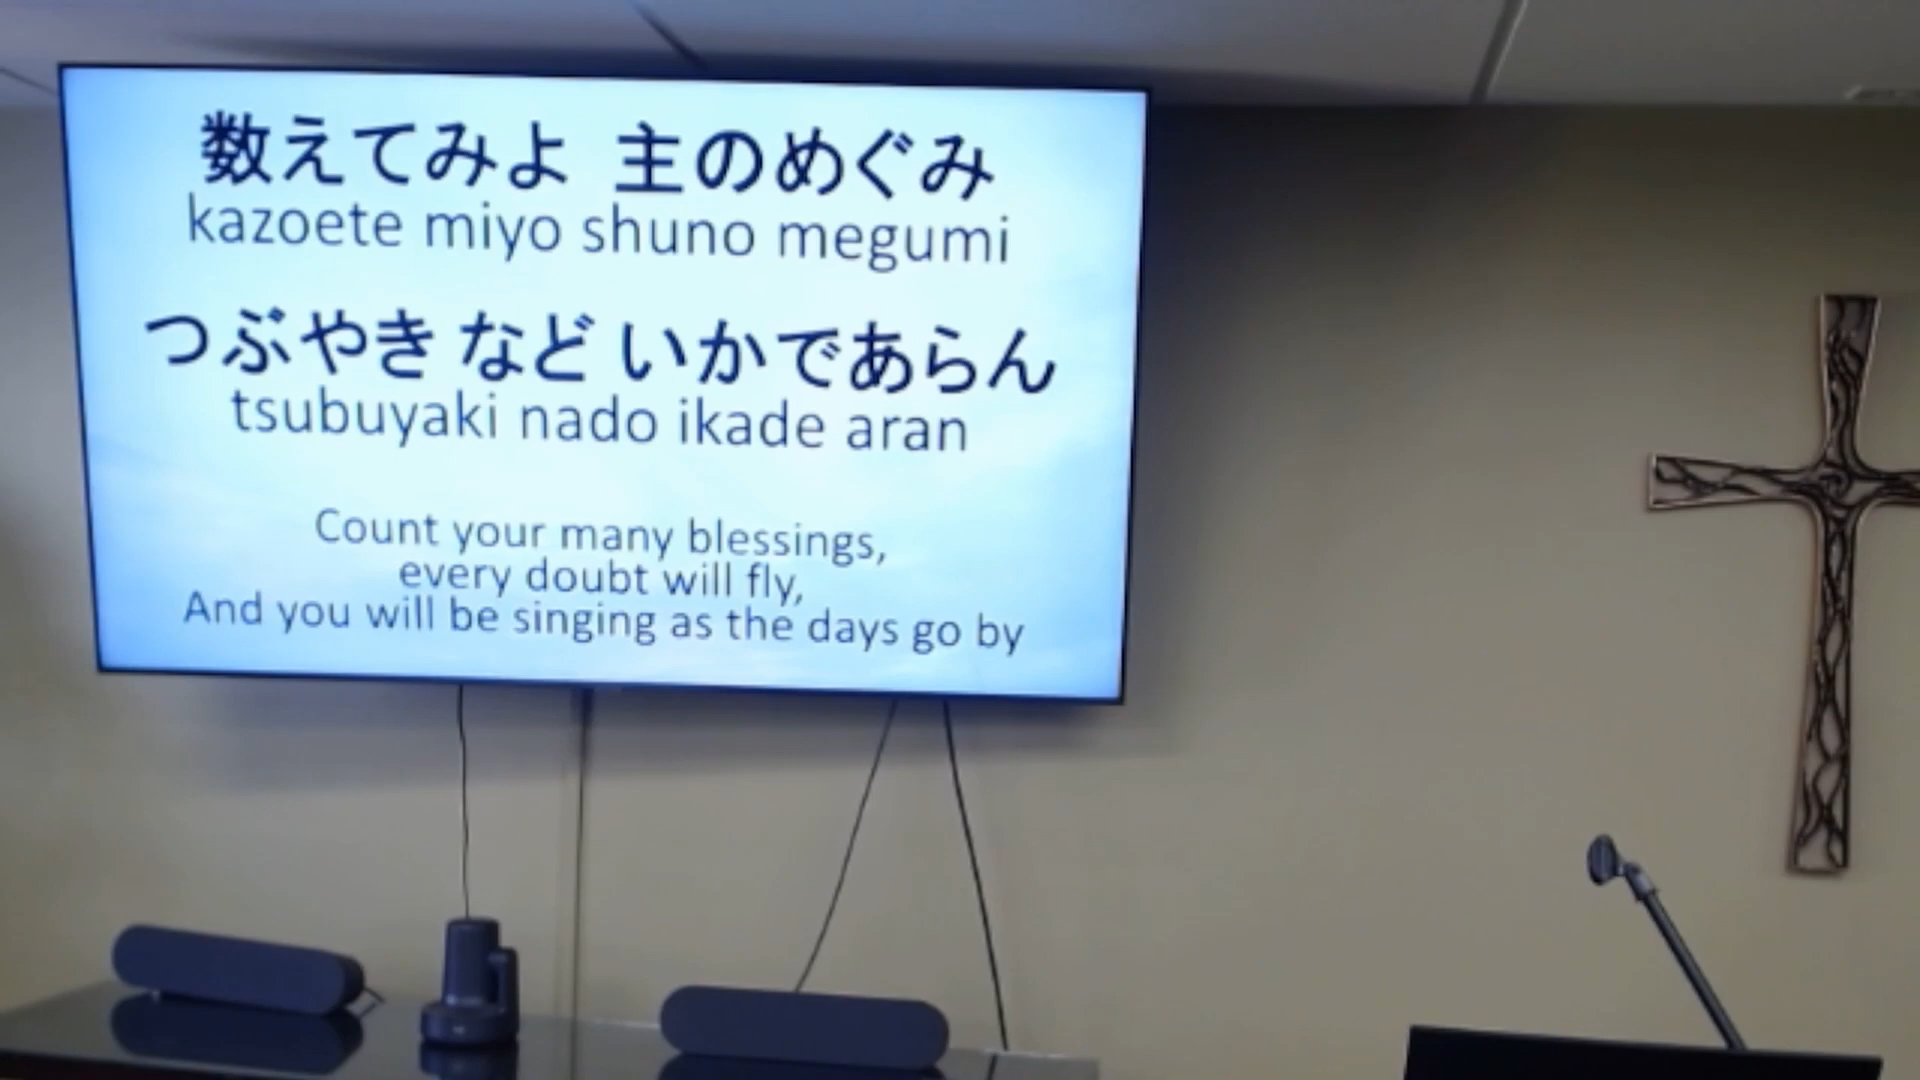 数えてみよ 主のめぐみ
kazoete miyo shuno megumi
つぶやき など いかであらん
tsubuyaki nado ikade aran
Count your many blessings,
every doubt will fly,
And you will be singing as the days go by